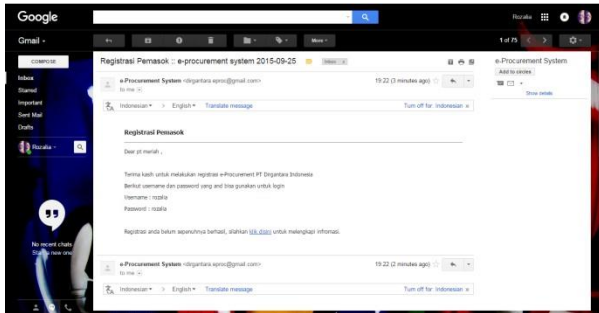 Google
Rozalia
Gmail
More
1 of 75
COMPOSE
Inbox
Starred
Important
Sent Mail
Drafts
Rozalia
No recent chats
Start a new one
Registrasi Pemasok :: e-procurement system 2015-09-25
Inbox x
e-Procurement System <dirgantara.eproc@gmail.com>
19:22 (3 minutes ago)
to me
Indonesian > English Translate message
Turn off for: Indonesian x
Registrasi Pemasok
Dear pt meriah ,
Terima kasih untuk melakukan registrasi e-Procurement PT Dirgantara Indonesia
Berikut username dan password yang and bisa gunakan untuk login
Username : rozalia
Password : rozalia
Registrasi anda belum sepenuhnya berhasil, silahkan klik disini untuk melengkapi infromasi.
e-Procurement System <dirgantara.eproc@gmail.com>
19:22 (2 minutes ago)
to me
Indonesian > English Translate message
Turn off for: Indonesian x
e-Procurement System
Add to circles
Show details